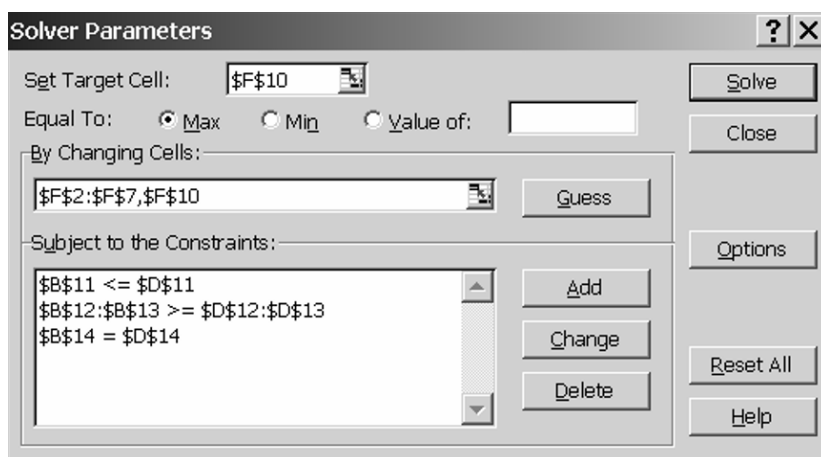 Solver Parameters ? X
Set Target Cell: $F$10 Solve
Equal To: Max Min Value of: Close
By Changing Cells:
$F$2:$F$7,$F$10 Guess
Subject to the Constraints: Options
$B$11 <= $D$11 Add
$B$12:$B$13 >= $D$12:$D$13
$B$14 = $D$14 Change
Reset All
Delete
Help